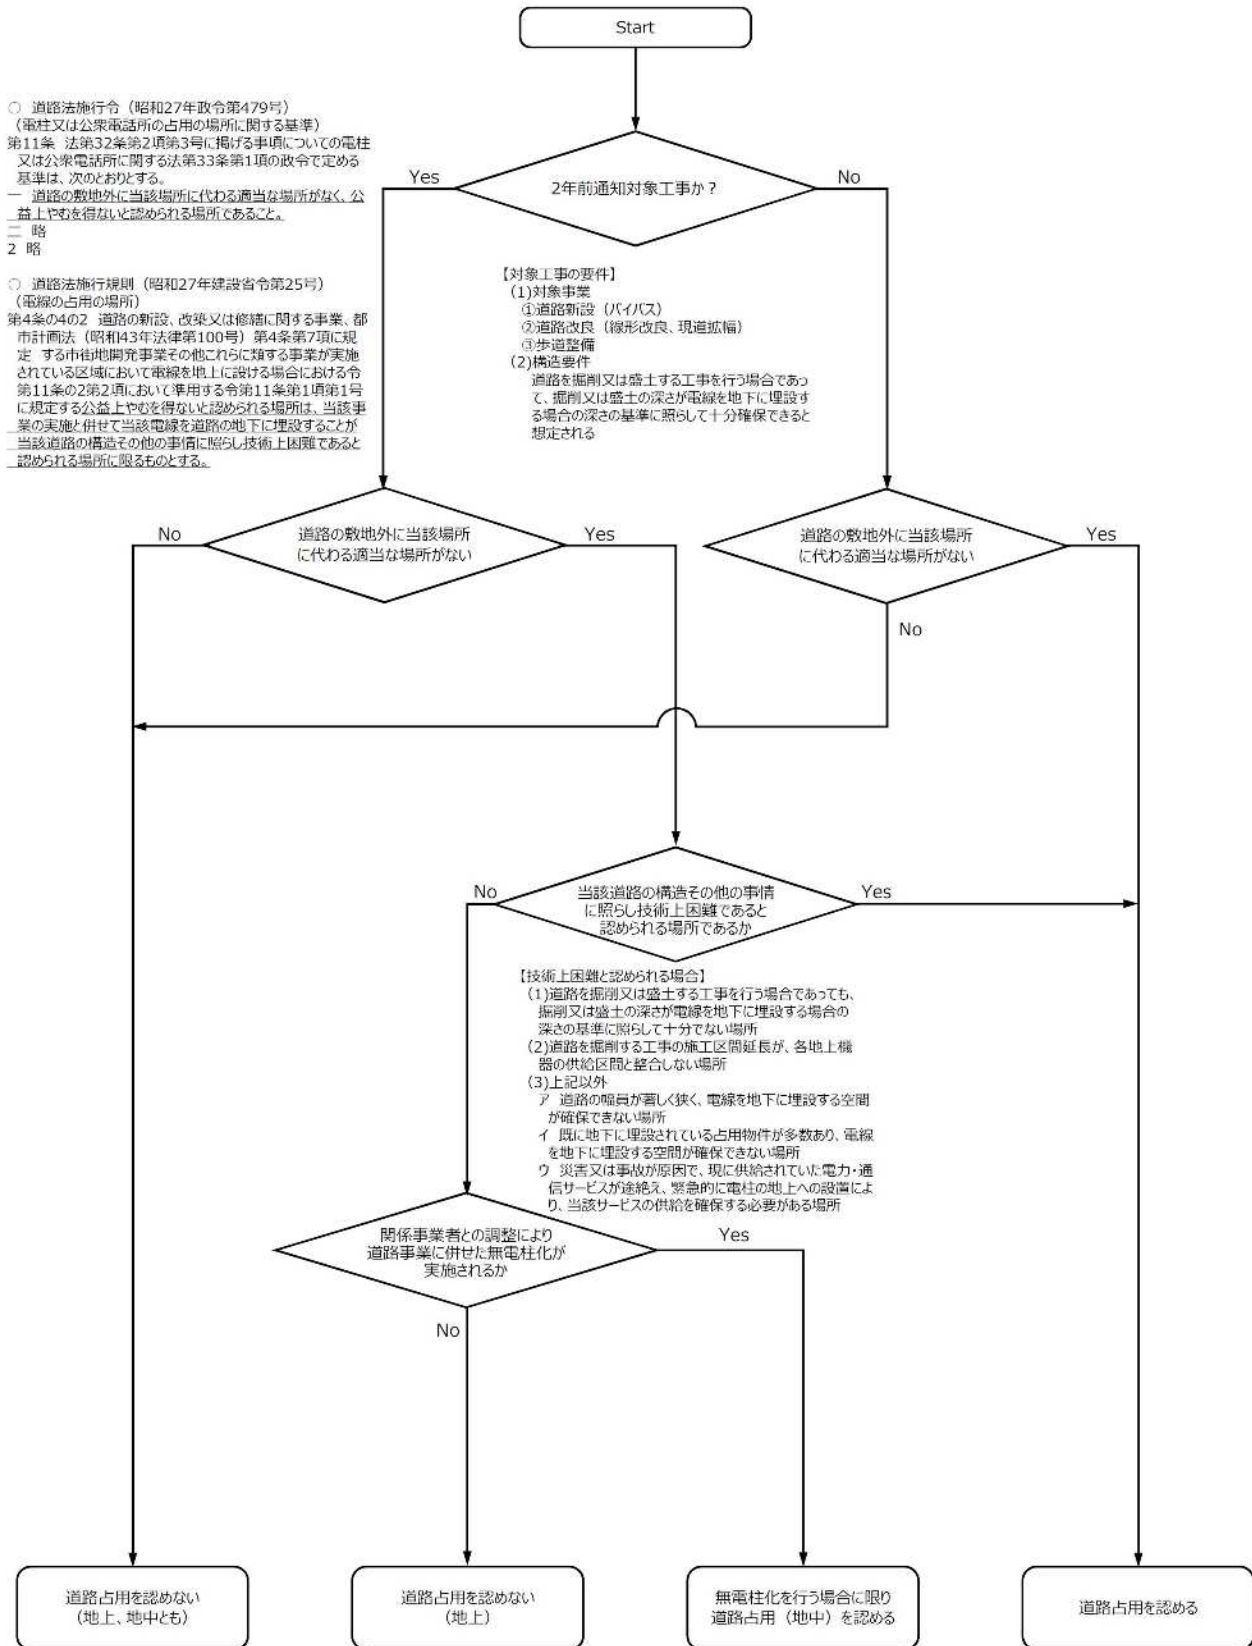 Start
○ 道路法施行令（昭和27年政令第479号）
（電柱又は公衆電話所の占用の場所に関する基準）
第11条 法第32条第2項第3号に掲げる事項についての電柱
又は公衆電話所に関する法第33条第1項の政令で定める
基準は、次のとおりとする。
一 道路の敷地外に当該場所に代わる適当な場所がなく、公
益上やむを得ないと認められる場所であること。
二 略
2 略
○ 道路法施行規則（昭和27年建設省令第25号）
（電線の占用の場所）
第4条の4の2 道路の新設、改築又は修繕に関する事業、都
市計画法（昭和43年法律第100号）第4条第7項に規
定 する市街地開発事業その他これらに類する事業が実施
されている区域において電線を地上に設ける場合における令
第11条の2第2項において準用する令第11条第1項第1号
に規定する公益上やむを得ないと認められる場所は、当該事
業の実施と併せて当該電線を道路の地下に埋設することが
当該道路の構造その他の事情に照らし技術上困難であると
認められる場所に限るものとする。
Yes
2年前通知対象工事か？
No
【対象工事の要件】
(1)対象事業
①道路新設（バイパス）
②道路改良（線形改良、現道拡幅）
③歩道整備
(2)構造要件
道路を掘削又は盛土する工事を行う場合であっ
て、掘削又は盛土の深さが電線を地下に埋設す
る場合の深さの基準に照らして十分確保できると
想定される
No
道路の敷地外に当該場所
に代わる適当な場所がない
Yes
道路の敷地外に当該場所
に代わる適当な場所がない
Yes
No
No
当該道路の構造その他の事情
に照らし技術上困難であると
認められる場所であるか
Yes
【技術上困難と認められる場合】
(1)道路を掘削又は盛土する工事を行う場合であっても、
掘削又は盛土の深さが電線を地下に埋設する場合の
深さの基準に照らして十分でない場所
(2)道路を掘削する工事の施工区間延長が、各地上機
器の供給区間と整合しない場所
(3)上記以外
ア 道路の幅員が著しく狭く、電線を地下に埋設する空間
が確保できない場所
イ 既に地下に埋設されている占用物件が多数あり、電線
を地下に埋設する空間が確保できない場所
ウ 災害又は事故が原因で、現に供給されていた電力・通
信サービスが途絶え、緊急的に電柱の地上への設置によ
り、当該サービスの供給を確保する必要がある場所
関係事業者との調整により
道路事業に併せた無電柱化が
実施されるか
Yes
No
道路占用を認めない
（地上、地中とも）
道路占用を認めない
（地上）
無電柱化を行う場合に限り
道路占用（地中）を認める
道路占用を認める